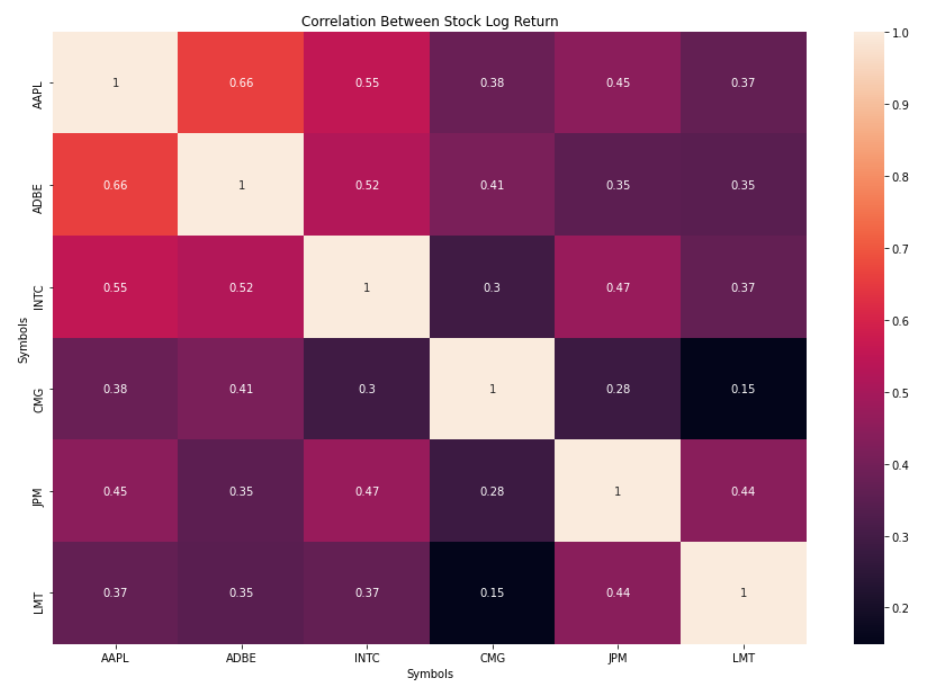 Correlation Between Stock Log Return
AAPL 1 0.66 0.55 0.38 0.45 0.37
ADBE 0.66 1 0.52 0.41 0.35 0.35
INTC 0.55 0.52 1 0.3 0.47 0.37
CMG 0.38 0.41 0.3 1 0.28 0.15
JPM 0.45 0.35 0.47 0.28 1 0.44
LMT 0.37 0.35 0.37 0.15 0.44 1
Symbols
AAPL ADBE INTC CMG JPM LMT
Symbols
1.0
0.9
0.8
0.7
0.6
0.5
0.4
0.3
0.2